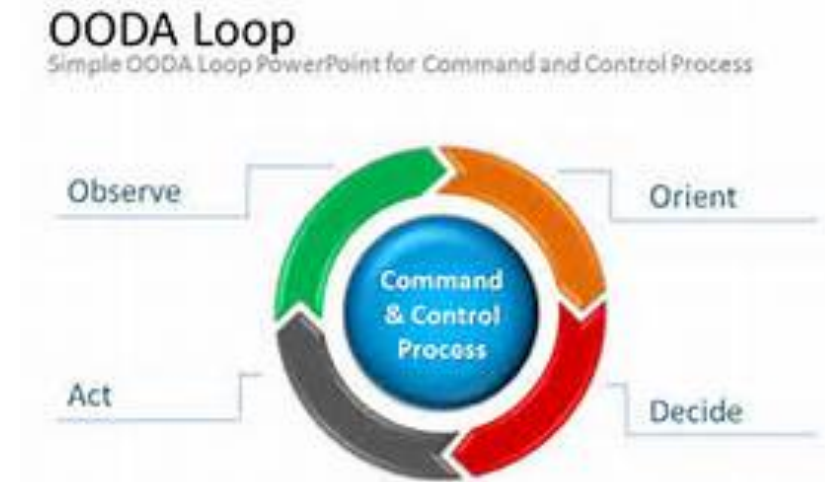 OODA Loop
Simple OODA Loop PowerPoint for Command and Control Process
Observe
Orient
Command
& Control
Process
Act
Decide